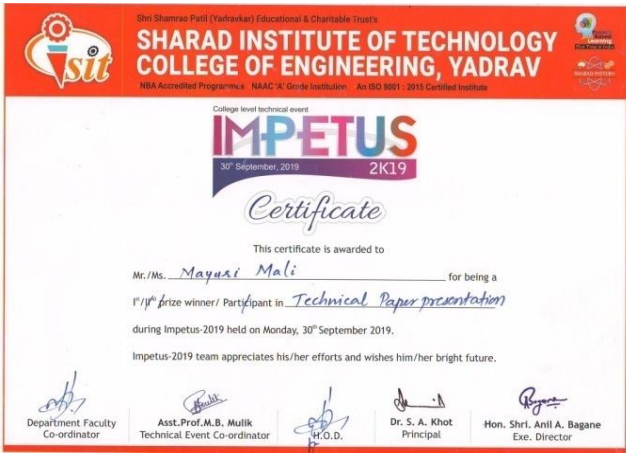 Shri Shamrao Patil (Yadravkar) Educational & Charitable Trust's
SHARAD INSTITUTE OF TECHNOLOGY
COLLEGE OF ENGINEERING, YADRAV
NBA Accredited Programmes NAAC 'A' Grade Institution An ISO 9001 : 2015 Certified Institute
sit
SHARAD PATTERN
College level technical event
IMPETUS
30th September, 2019
2K19
Certificate
This certificate is awarded to
Mr./Ms. Mayuri Mali for being a
Ist/IInd prize winner/ Participant in Technical Paper presentation
during Impetus-2019 held on Monday, 30th September 2019.
Impetus-2019 team appreciates his/her efforts and wishes him/her bright future.
Department Faculty
Co-ordinator
Asst.Prof.M.B. Mulik
Technical Event Co-ordinator
H.O.D.
Dr. S. A. Khot
Principal
Hon. Shri. Anil A. Bagane
Exe. Director